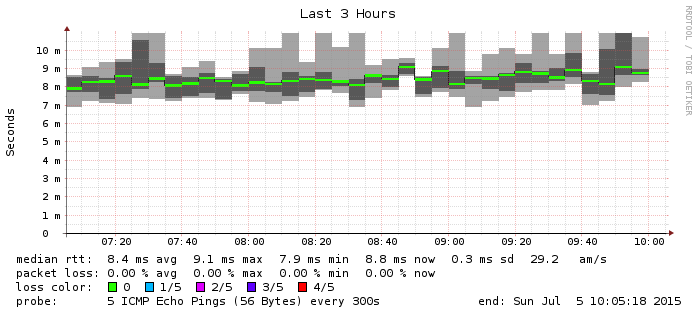 Last 3 Hours
RRDTOOL / TOBI OETIKER
Seconds
10 m
9 m
8 m
7 m
6 m
5 m
4 m
3 m
2 m
1 m
0
07:20 07:40 08:00 08:20 08:40 09:00 09:20 09:40 10:00
median rtt: 8.4 ms avg 9.1 ms max 7.9 ms min 8.8 ms now 0.3 ms sd 29.2 am/s
packet loss: 0.00 % avg 0.00 % max 0.00 % min 0.00 % now
loss color: 0 1/5 2/5 3/5 4/5
probe: 5 ICMP Echo Pings (56 Bytes) every 300s end: Sun Jul 5 10:05:18 2015